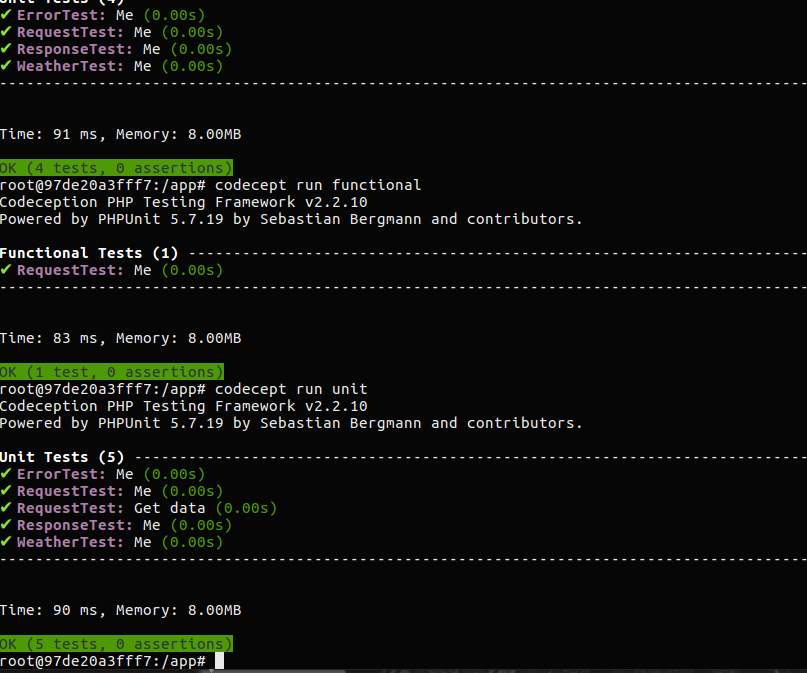 Unit Tests (4)
✔ ErrorTest: Me (0.00s)
✔ RequestTest: Me (0.00s)
✔ ResponseTest: Me (0.00s)
✔ WeatherTest: Me (0.00s)
Time: 91 ms, Memory: 8.00MB
OK (4 tests, 0 assertions)
root@97de20a3fff7:/app# codecept run functional
Codeception PHP Testing Framework v2.2.10
Powered by PHPUnit 5.7.19 by Sebastian Bergmann and contributors.
Functional Tests (1) ----------------------------------------------------------------------
✔ RequestTest: Me (0.00s)
------------------------------------------------------------------------------------------
Time: 83 ms, Memory: 8.00MB
OK (1 test, 0 assertions)
root@97de20a3fff7:/app# codecept run unit
Codeception PHP Testing Framework v2.2.10
Powered by PHPUnit 5.7.19 by Sebastian Bergmann and contributors.
Unit Tests (5) ---------------------------------------------------------------------------
✔ ErrorTest: Me (0.00s)
✔ RequestTest: Me (0.00s)
✔ RequestTest: Get data (0.00s)
✔ ResponseTest: Me (0.00s)
✔ WeatherTest: Me (0.00s)
------------------------------------------------------------------------------------------
Time: 90 ms, Memory: 8.00MB
OK (5 tests, 0 assertions)
root@97de20a3fff7:/app#